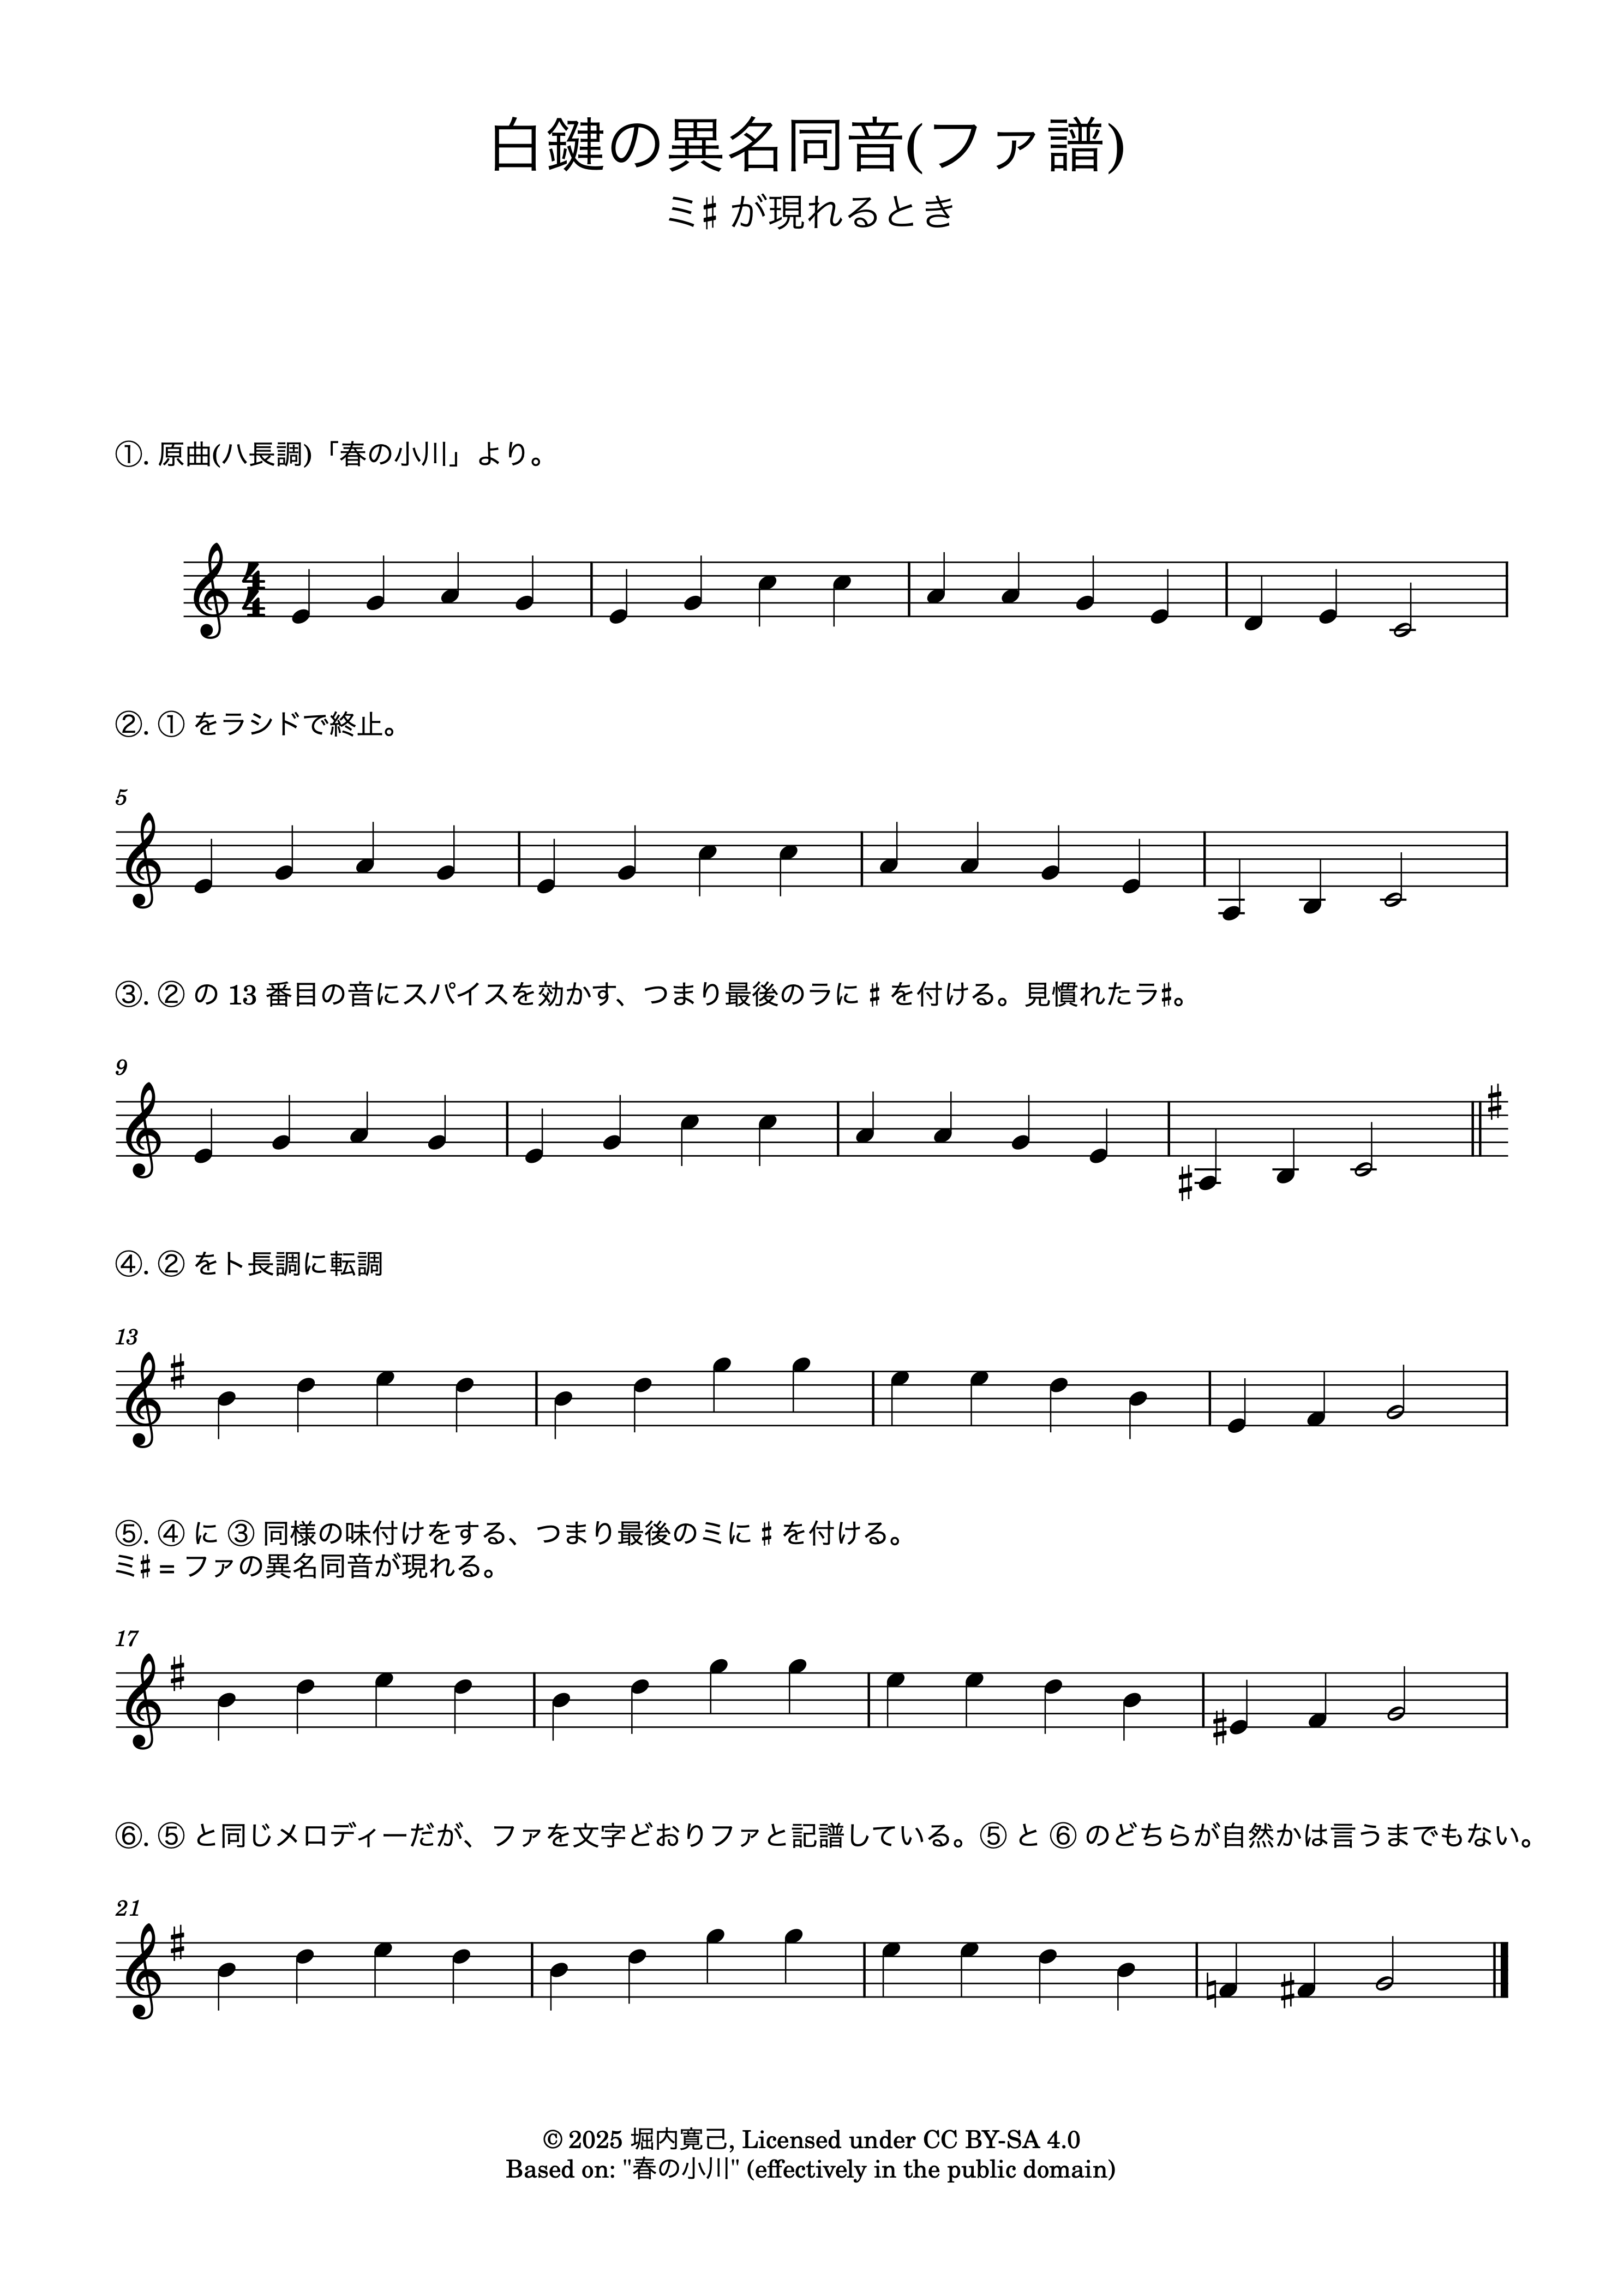 白鍵の異名同音(ファ譜)
ミ♯ が現れるとき
①. 原曲(ハ長調)「春の小川」より。
4
4
②. ① をラシドで終止。
5
③. ② の 13 番目の音にスパイスを効かす、つまり最後のラに ♯ を付ける。見慣れたラ♯。
9
④. ② をト長調に転調
13
⑤. ④ に ③ 同様の味付けをする、つまり最後のミに ♯ を付ける。
ミ♯ = ファの異名同音が現れる。
17
⑥. ⑤ と同じメロディーだが、ファを文字どおりファと記譜している。⑤ と ⑥ のどちらが自然かは言うまでもない。
21
© 2025 堀内寛己, Licensed under CC BY-SA 4.0
Based on: "春の小川" (effectively in the public domain)